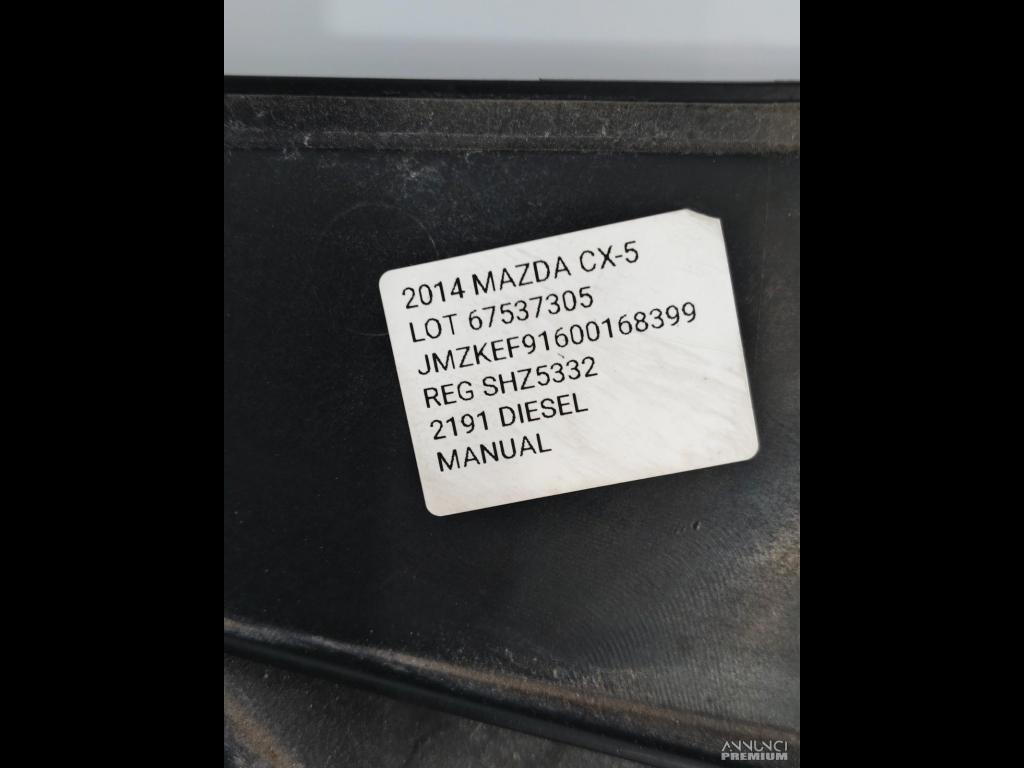 2014 MAZDA CX-5
LOT 67537305
JMZKEF91600168399
REG SHZ5332
2191 DIESEL
MANUAL
ANNUNCI
PREMIUM